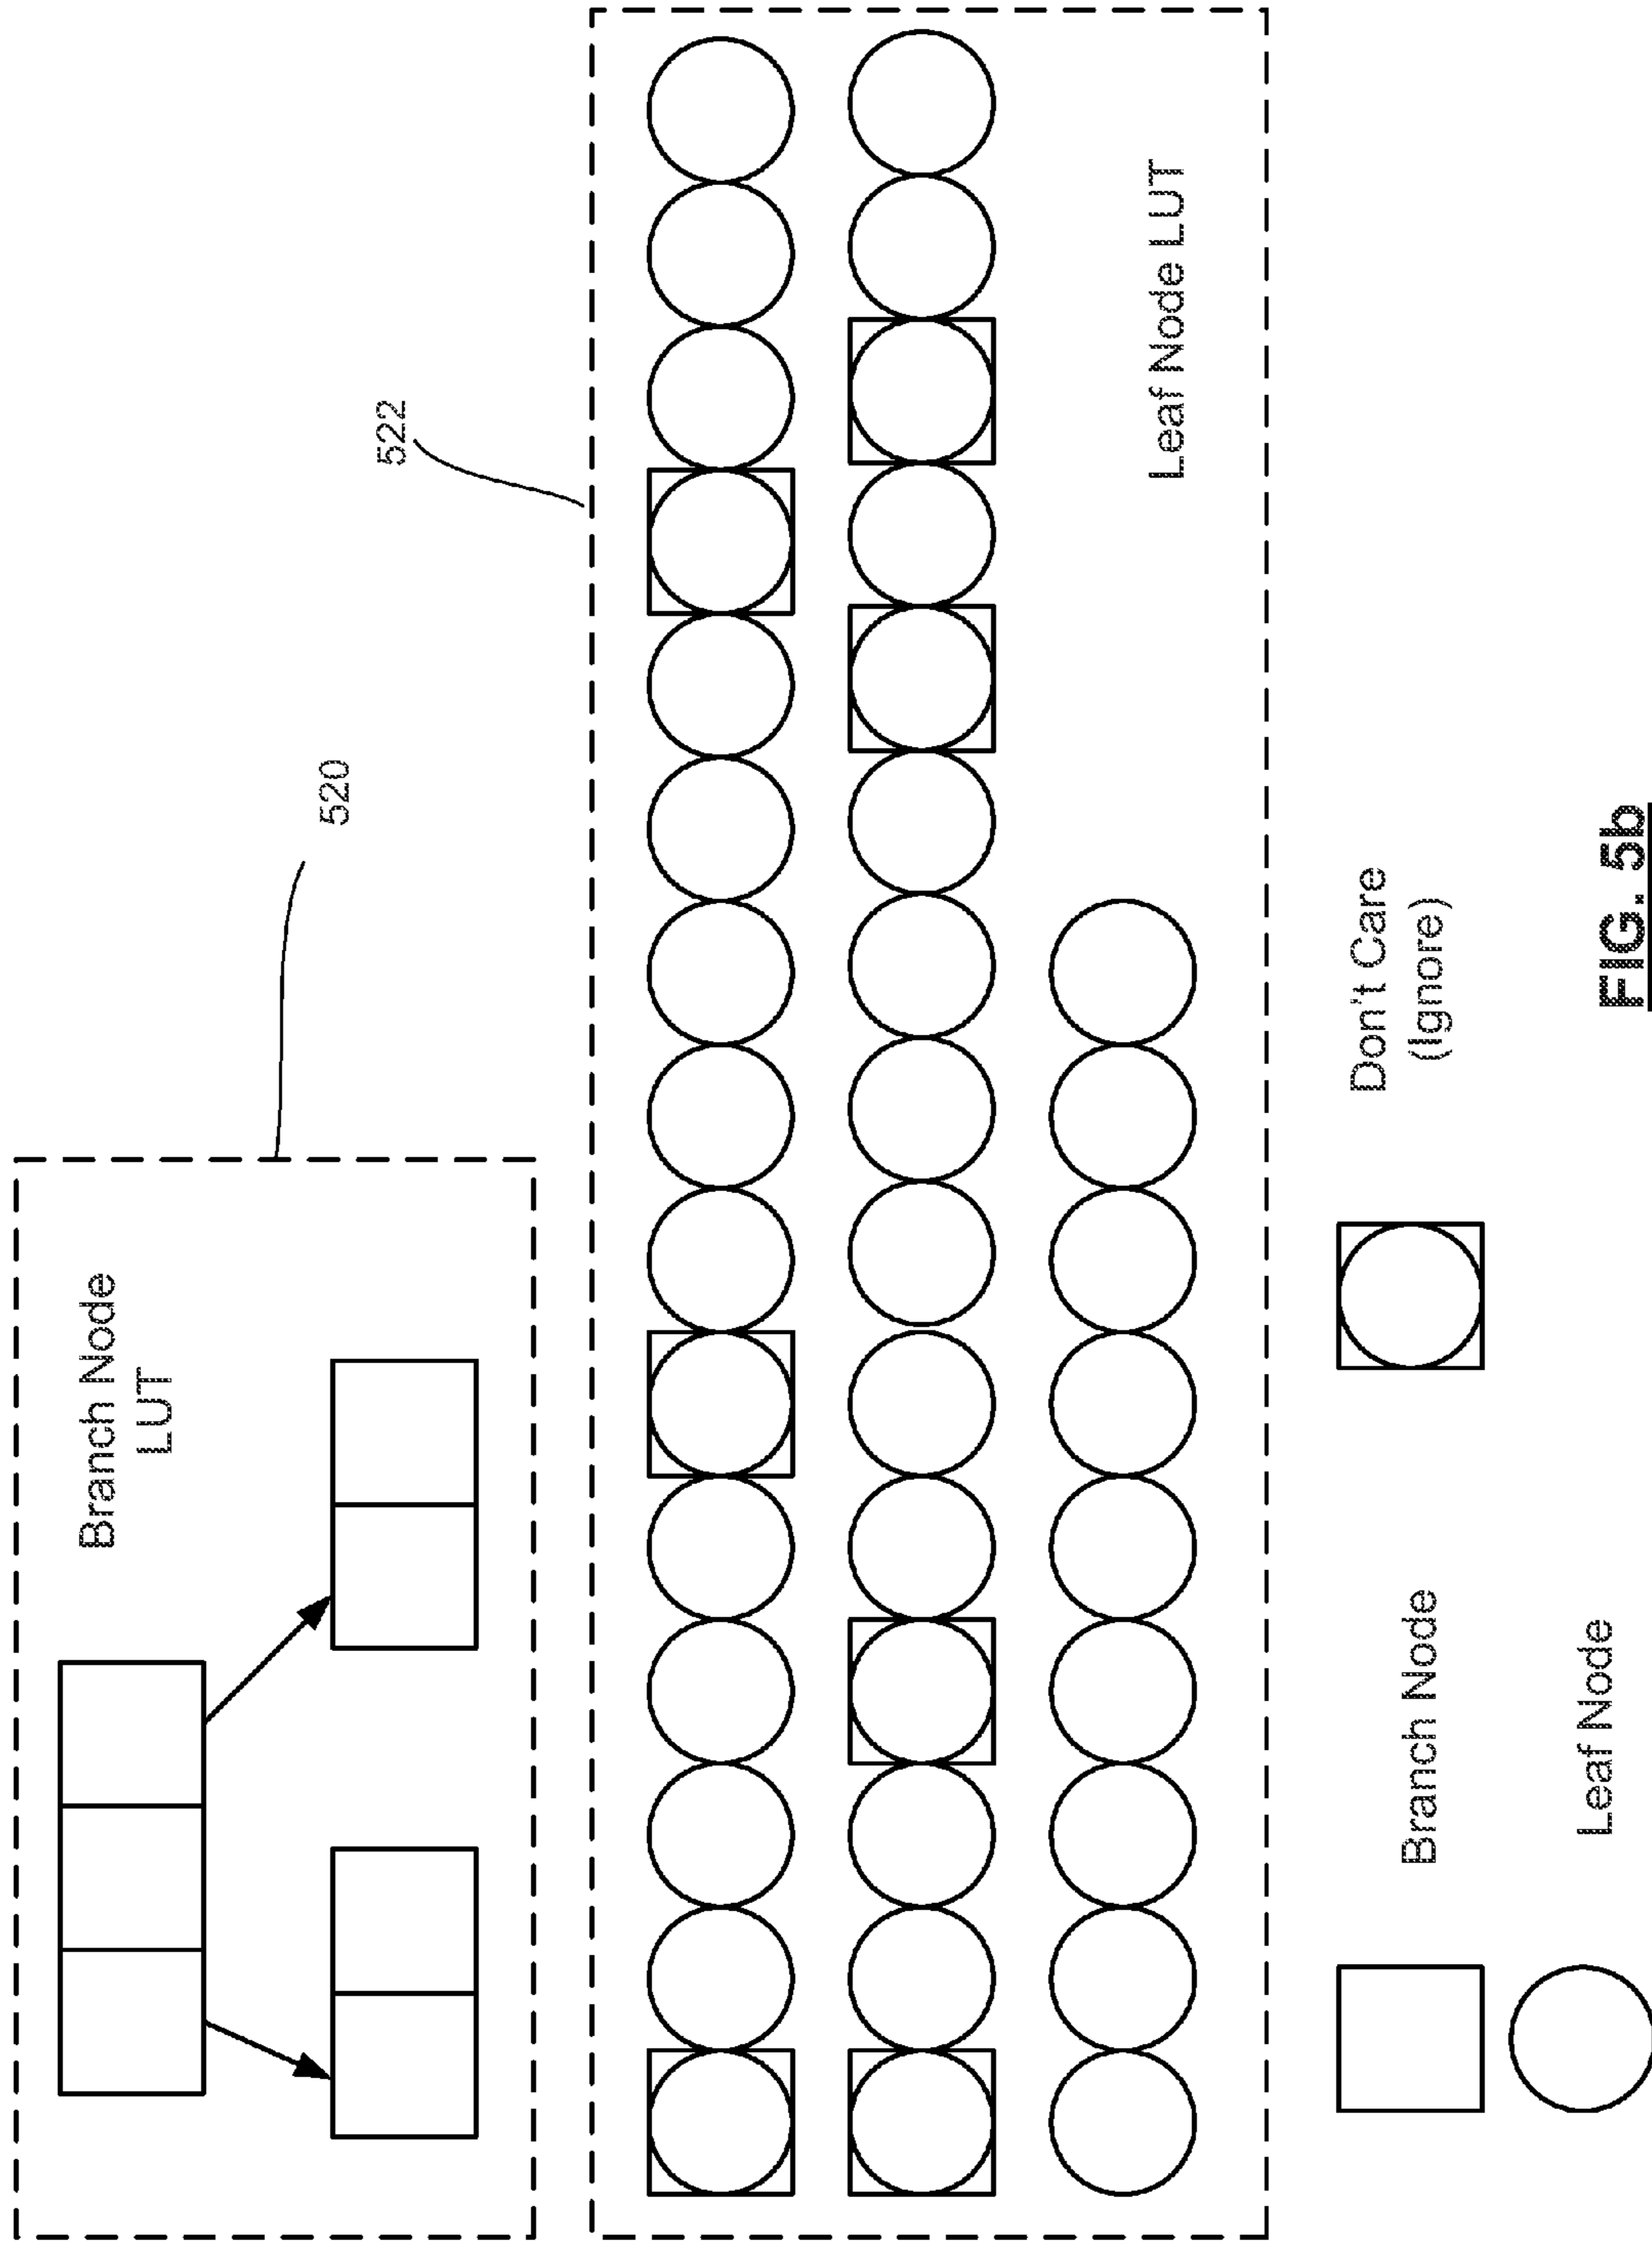 Branch Node
LUT
520
522
Leaf Node LUT
Branch Node
Leaf Node
Don't Care
(Ignore)
FIG. 5b